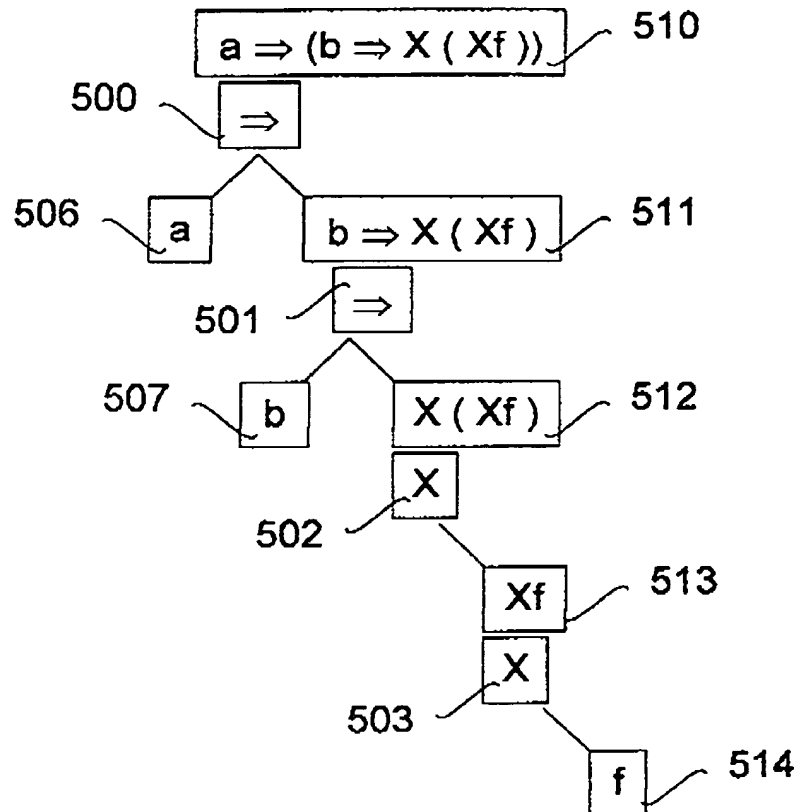 a ⇒ (b ⇒ X ( Xf ))
510
500
⇒
506
a
b ⇒ X ( Xf )
511
501
⇒
507
b
X ( Xf )
512
X
502
Xf
513
X
503
f
514